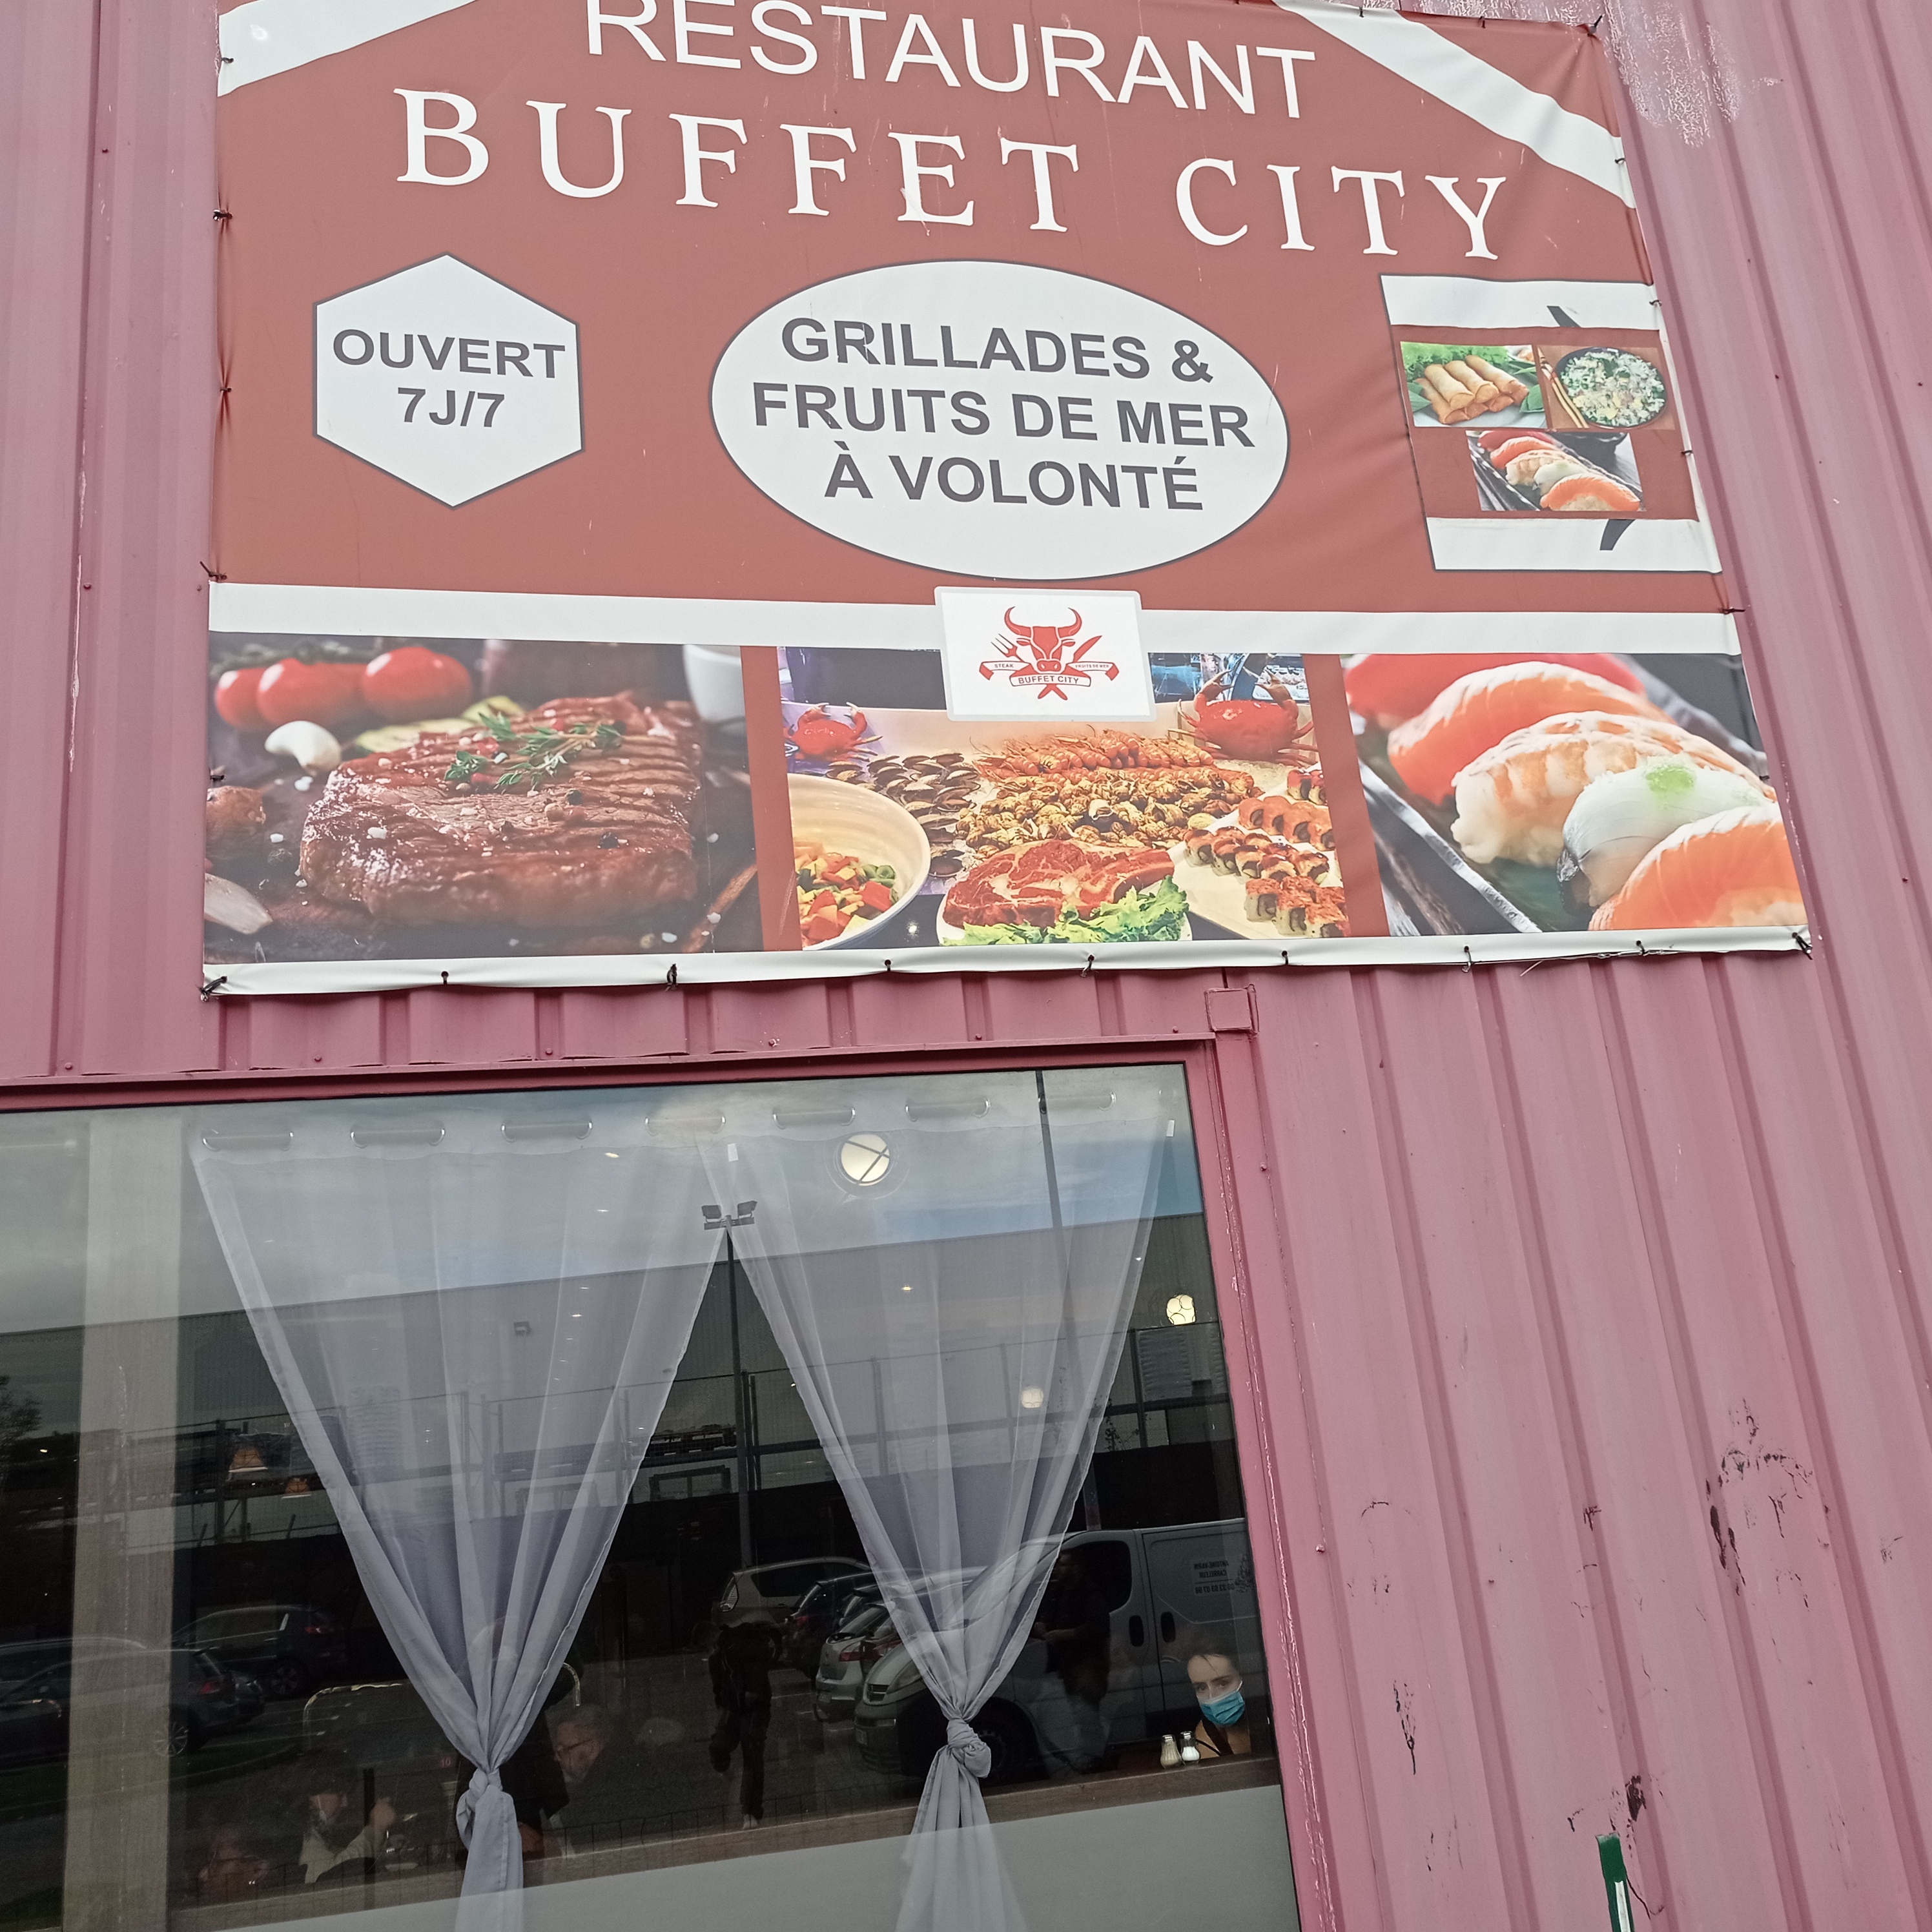 RESTAURANT
BUFFET CITY
OUVERT
7J/7
GRILLADES &
FRUITS DE MER
À VOLONTÉ
STEAK
FRUITS DE MER
BUFFET CITY